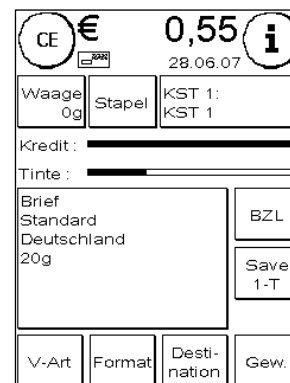 CE € 0,55 i
28.06.07
Waage
0g
Stapel
KST 1:
KST 1
Kredit :
Tinte :
Brief
Standard
Deutschland
20g
BZL
Save
1-T
V-Art
Format
Desti-
nation
Gew.